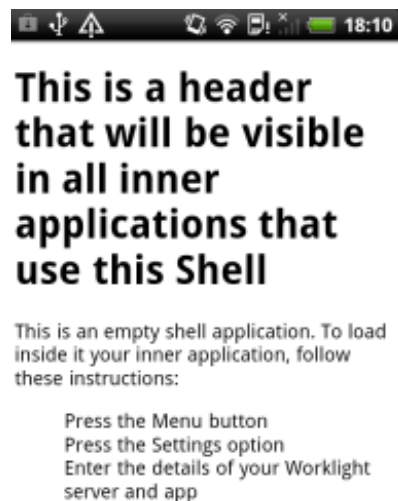 18:10
This is a header
that will be visible
in all inner
applications that
use this Shell
This is an empty shell application. To load
inside it your inner application, follow
these instructions:
Press the Menu button
Press the Settings option
Enter the details of your Worklight
server and app